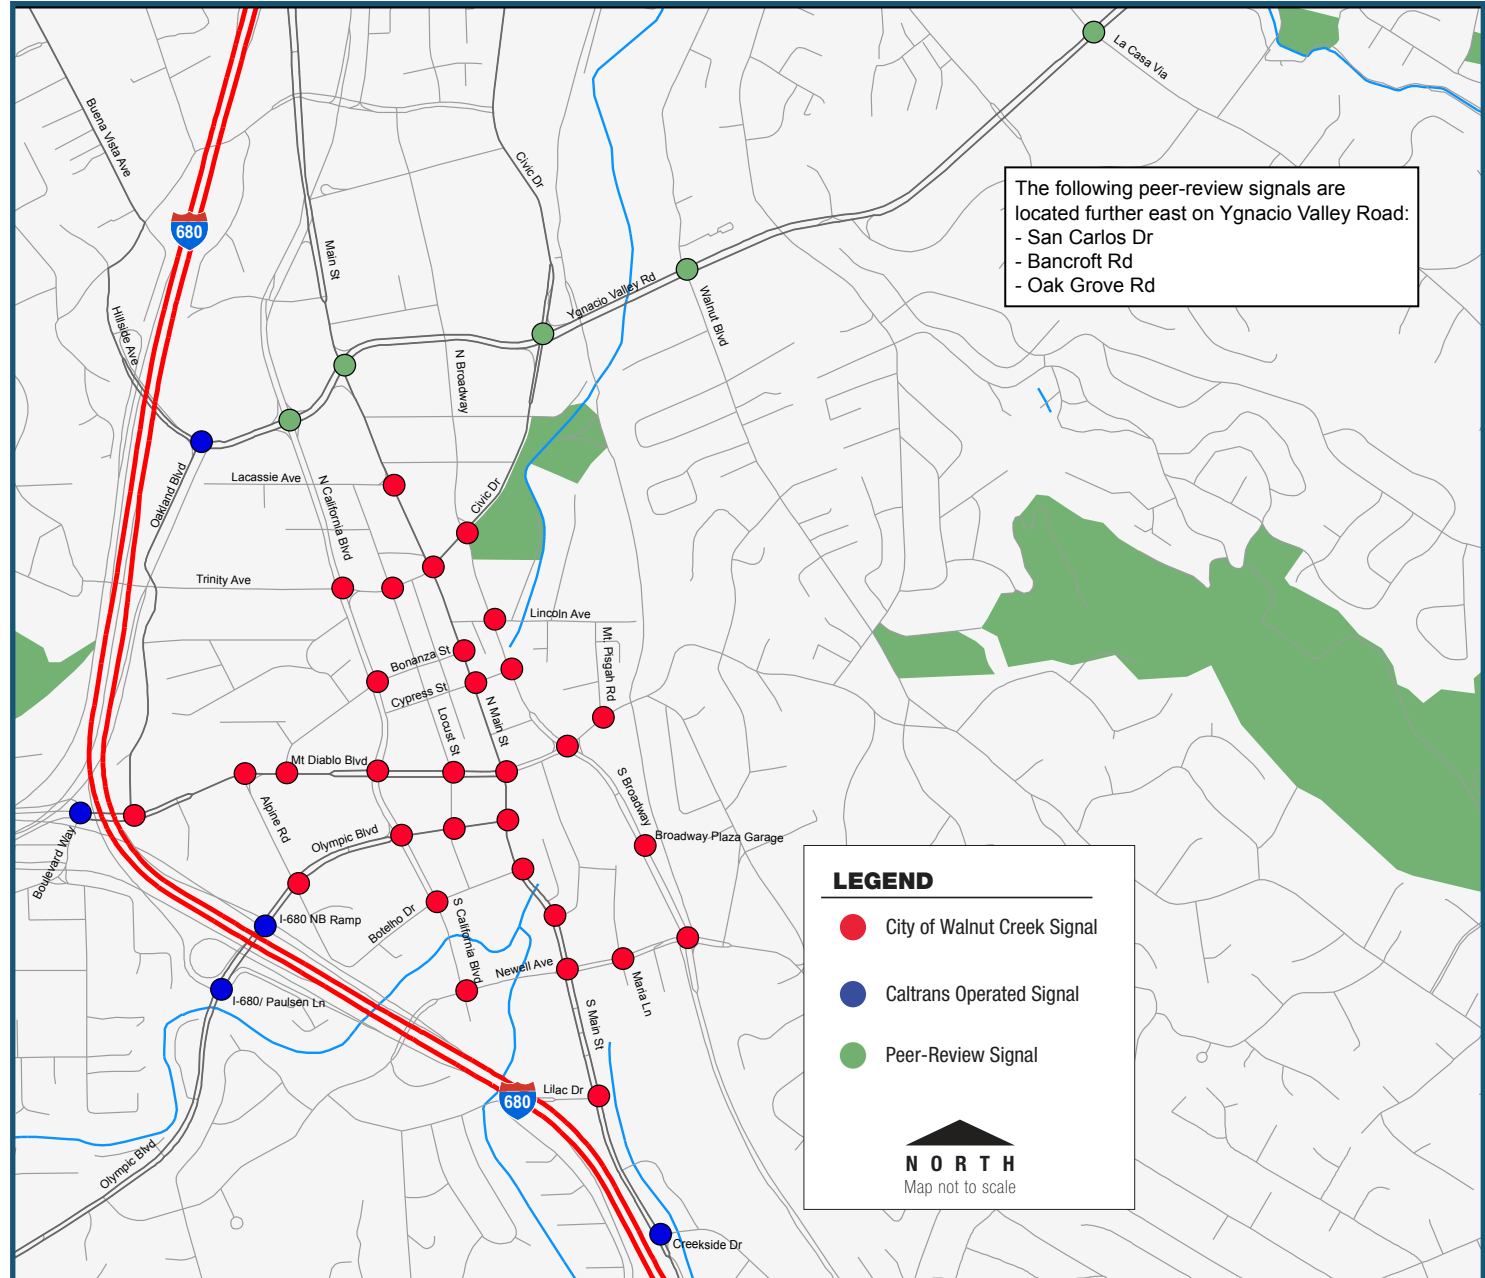 La Casa Via
Buena Vista Ave
Civic Dr
The following peer-review signals are
located further east on Ygnacio Valley Road:
- San Carlos Dr
- Bancroft Rd
- Oak Grove Rd
680
Main St
Ygnacio Valley Rd
Walnut Blvd
Hillside Ave
N Broadway
Lacassie Ave
Oakland Blvd
N California Blvd
Civic Dr
Trinity Ave
Lincoln Ave
Mt. Pisgah Rd
Bonanza St
Cypress St
Locust St
N Main St
Mt Diablo Blvd
S Broadway
Alpine Rd
Olympic Blvd
Broadway Plaza Garage
Boulevard Way
I-680 NB Ramp
Botelho Dr
S California Blvd
Newell Ave
Maria Ln
I-680/ Paulsen Ln
S Main St
Lilac Dr
680
Olympic Blvd
Creekside Dr
LEGEND
City of Walnut Creek Signal
Caltrans Operated Signal
Peer-Review Signal
NORTH
Map not to scale